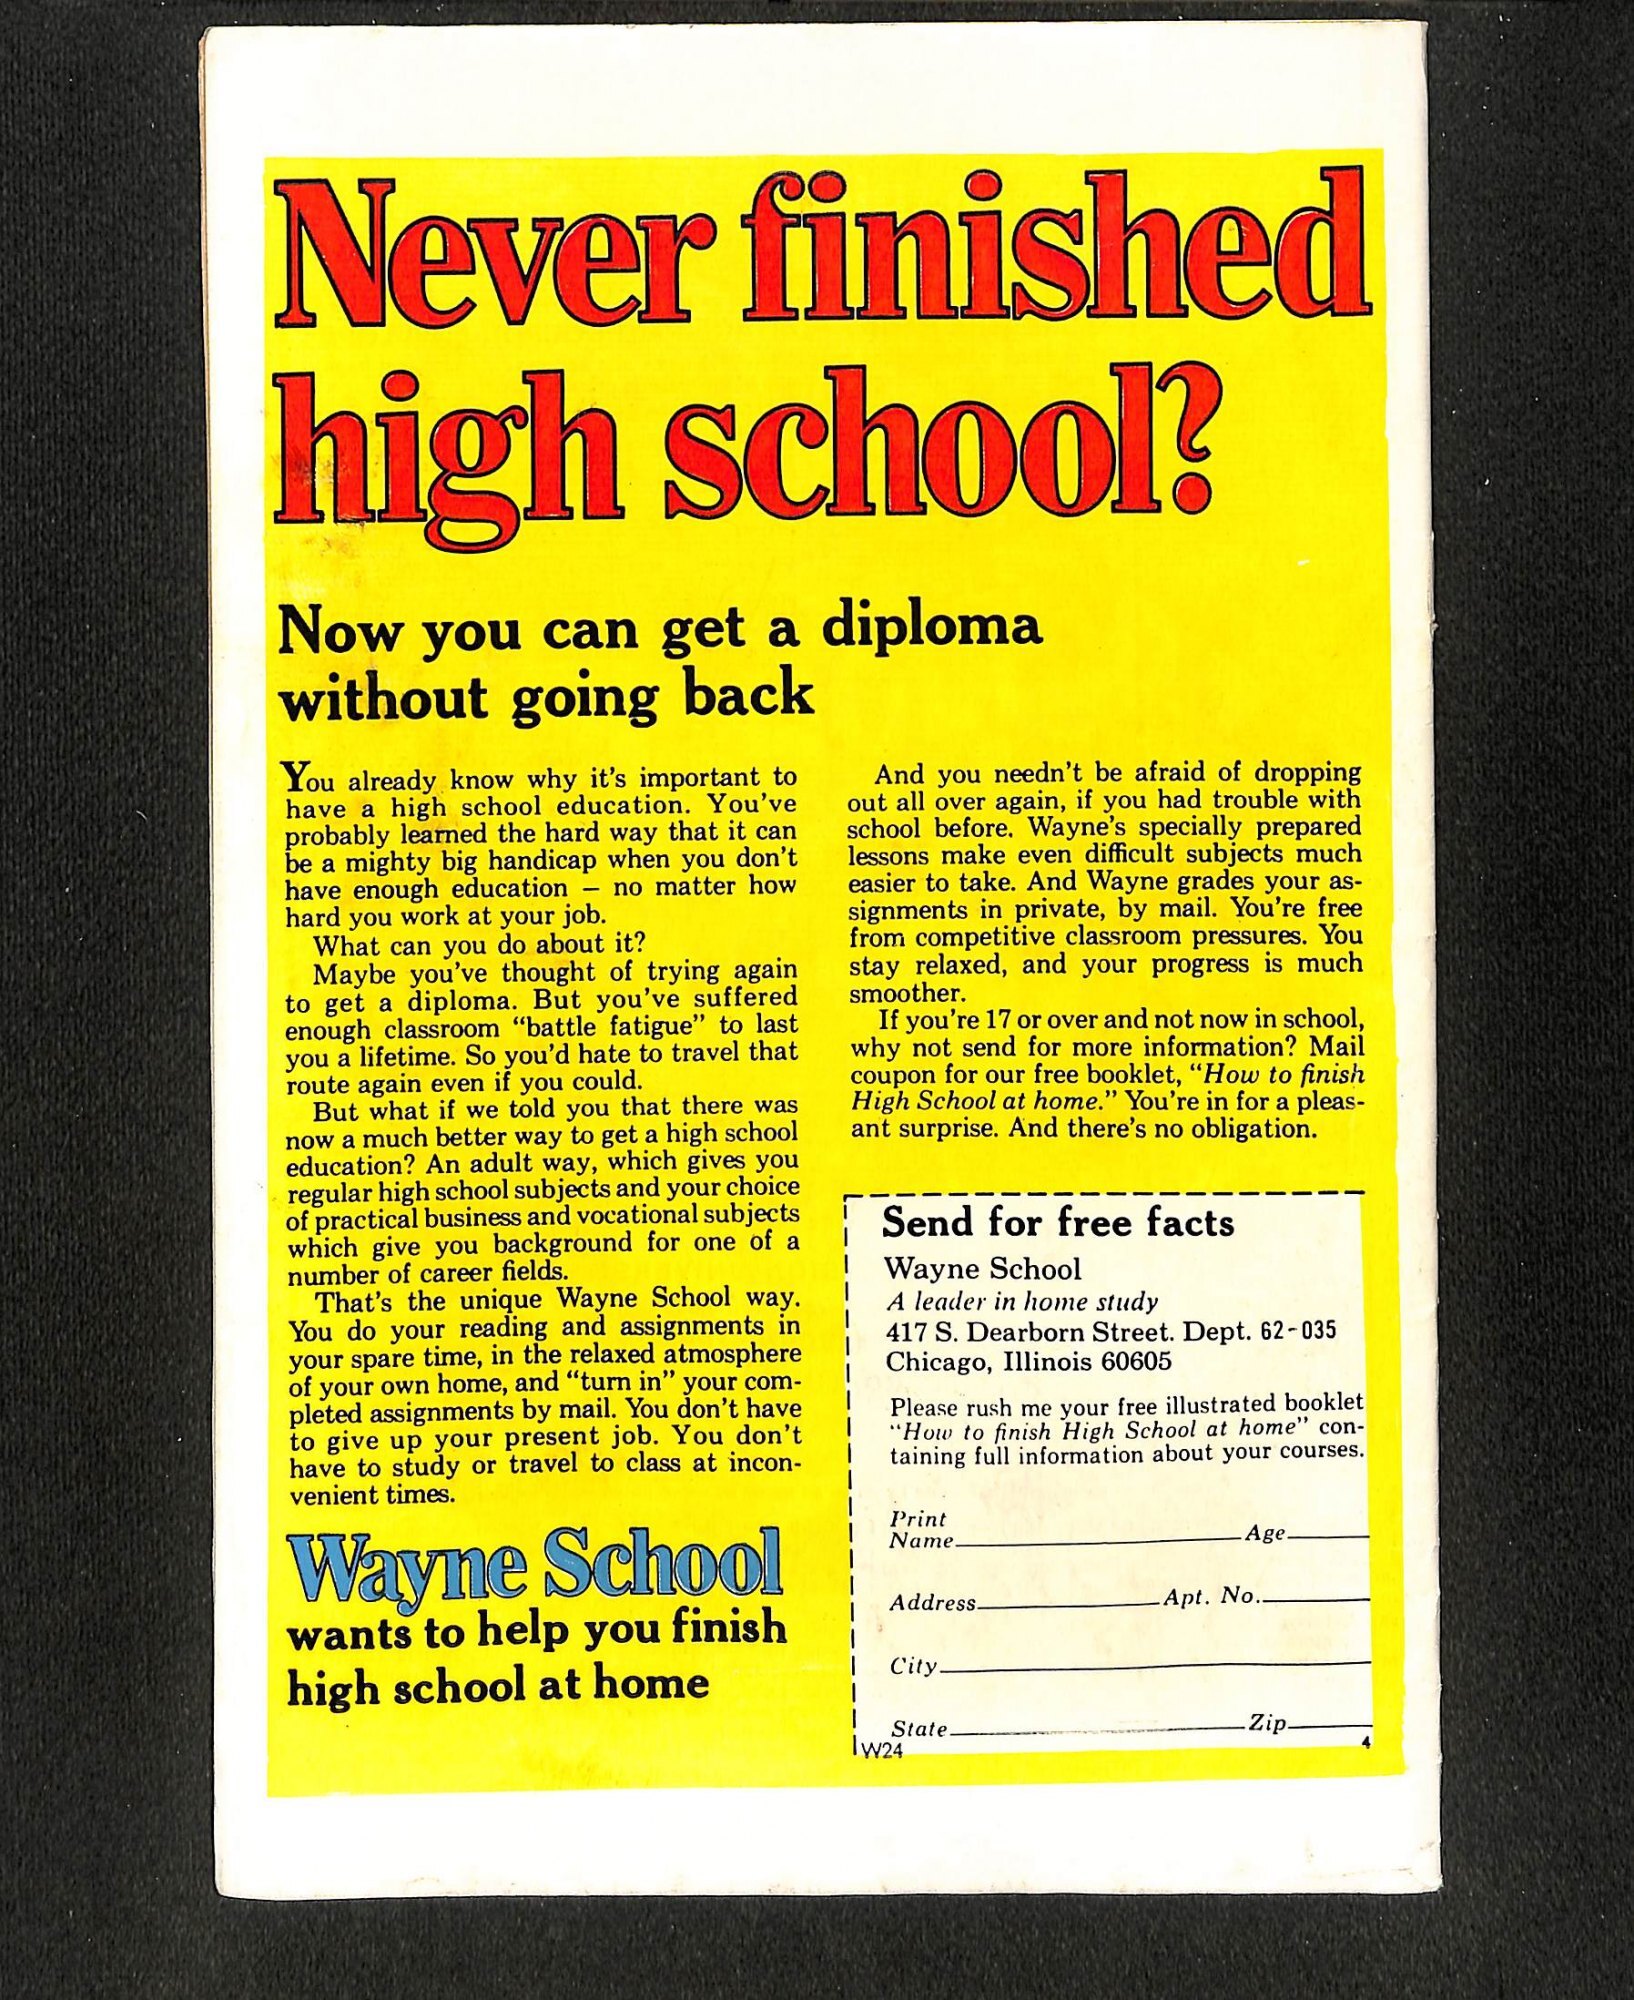 Never finished
high school?
Now you can get a diploma
without going back
You already know why it's important to
have a high school education. You've
probably learned the hard way that it can
be a mighty big handicap when you don't
have enough education – no matter how
hard you work at your job.
What can you do about it?
Maybe you've thought of trying again
to get a diploma. But you've suffered
enough classroom "battle fatigue" to last
you a lifetime. So you'd hate to travel that
route again even if you could.
But what if we told you that there was
now a much better way to get a high school
education? An adult way, which gives you
regular high school subjects and your choice
of practical business and vocational subjects
which give you background for one of a
number of career fields.
That's the unique Wayne School way.
You do your reading and assignments in
your spare time, in the relaxed atmosphere
of your own home, and "turn in" your com-
pleted assignments by mail. You don't have
to give up your present job. You don't
have to study or travel to class at incon-
venient times.
Wayne School
wants to help you finish
high school at home
And you needn't be afraid of dropping
out all over again, if you had trouble with
school before. Wayne's specially prepared
lessons make even difficult subjects much
easier to take. And Wayne grades your as-
signments in private, by mail. You're free
from competitive classroom pressures. You
stay relaxed, and your progress is much
smoother.
If you're 17 or over and not now in school,
why not send for more information? Mail
coupon for our free booklet, "How to finish
High School at home." You're in for a pleas-
ant surprise. And there's no obligation.
Send for free facts
Wayne School
A leader in home study
417 S. Dearborn Street. Dept. 62-035
Chicago, Illinois 60605
Please rush me your free illustrated booklet
"How to finish High School at home" con-
taining full information about your courses.
Print
Name Age
Address Apt. No.
City
State Zip
W24 4